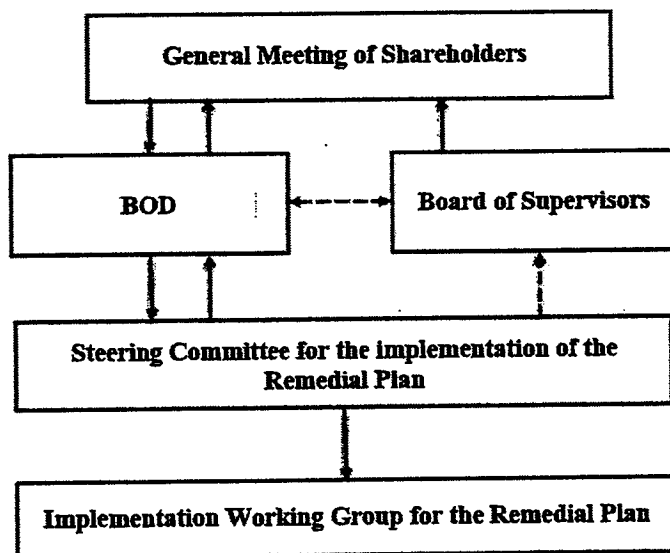 General Meeting of Shareholders
BOD
Board of Supervisors
Steering Committee for the implementation of the
Remedial Plan
Implementation Working Group for the Remedial Plan